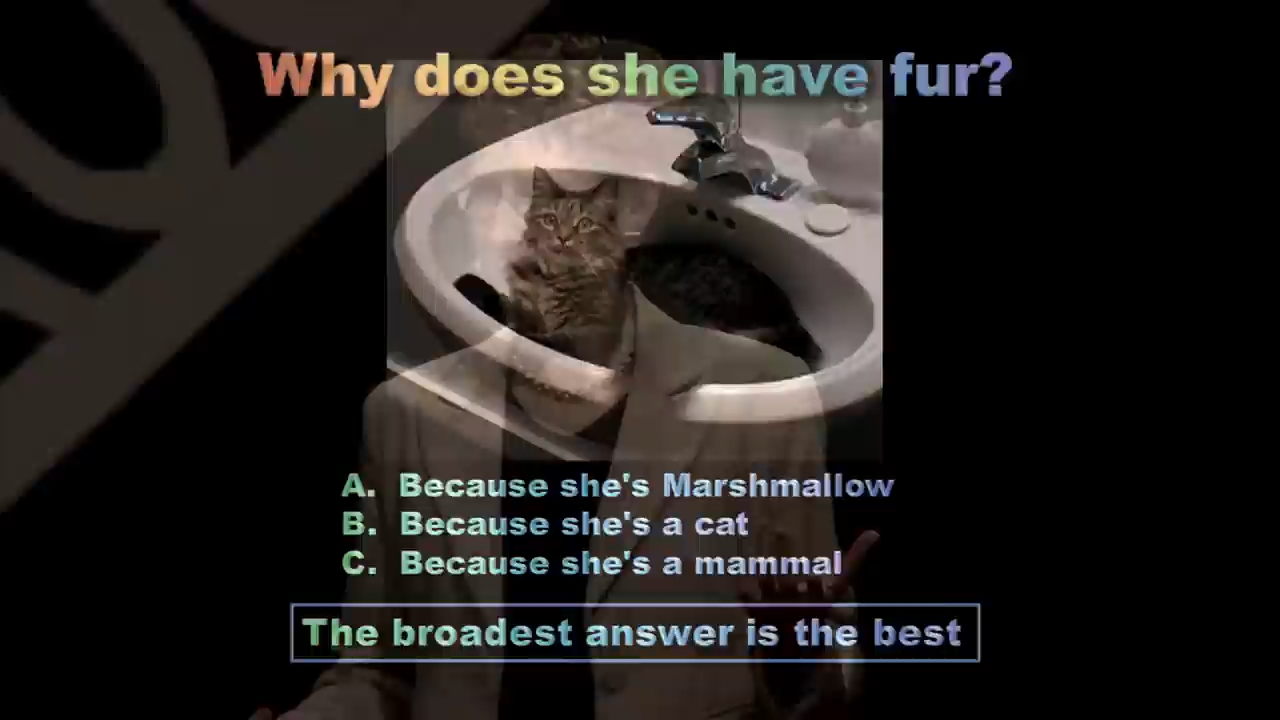 Why does she have fur?
A. Because she's Marshmallow
B. Because she's a cat
C. Because she's a mammal
The broadest answer is the best